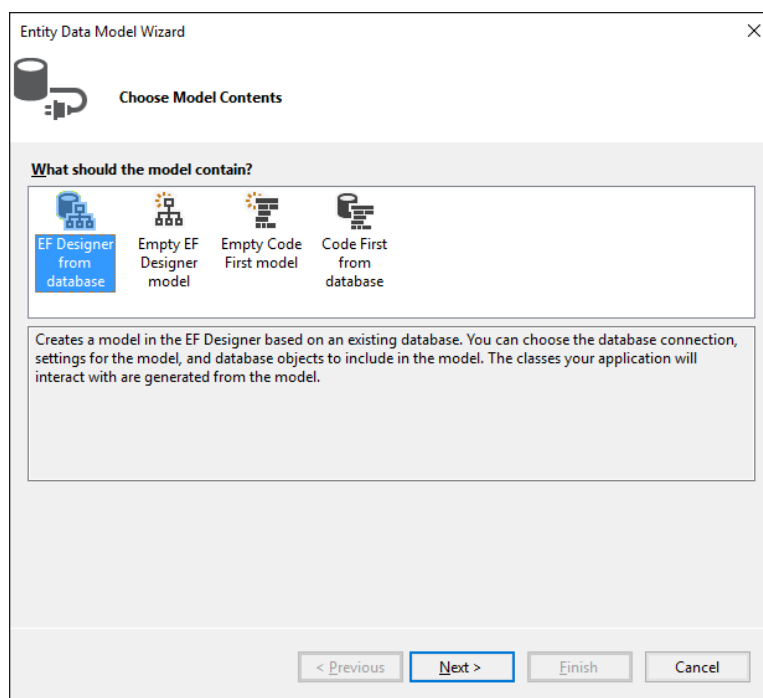 Entity Data Model Wizard
Choose Model Contents
What should the model contain?
EF Designer
from
database
Empty EF
Designer
model
Empty Code
First model
Code First
from
database
Creates a model in the EF Designer based on an existing database. You can choose the database connection,
settings for the model, and database objects to include in the model. The classes your application will
interact with are generated from the model.
< Previous
Next >
Finish
Cancel